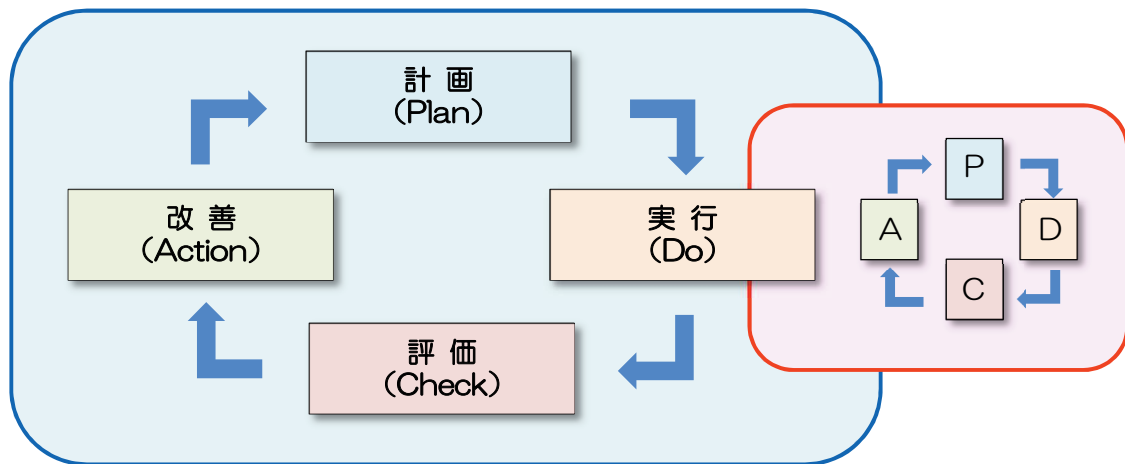 計画
(Plan)
改善
(Action)
実行
(Do)
評価
(Check)
P
A
D
C